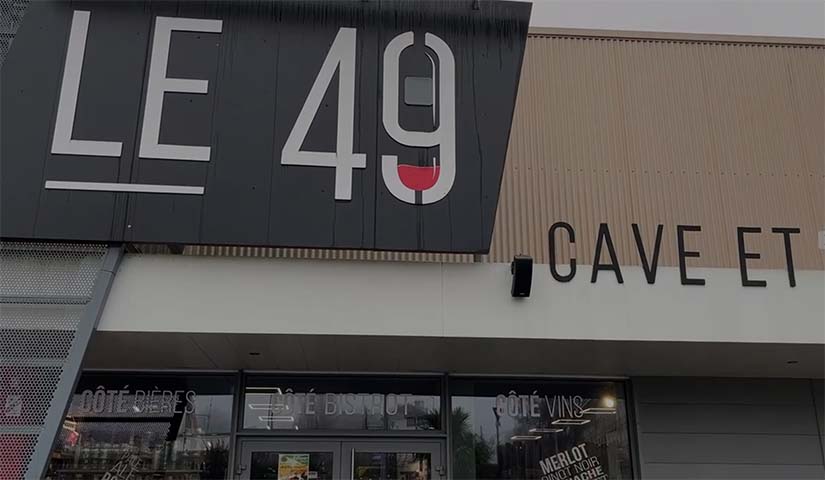 LE 49
CAVE ET
CÔTÉ BIÈRES
CÔTÉ BISTROT
CÔTÉ VINS
MERLOT
PINOT NOIR